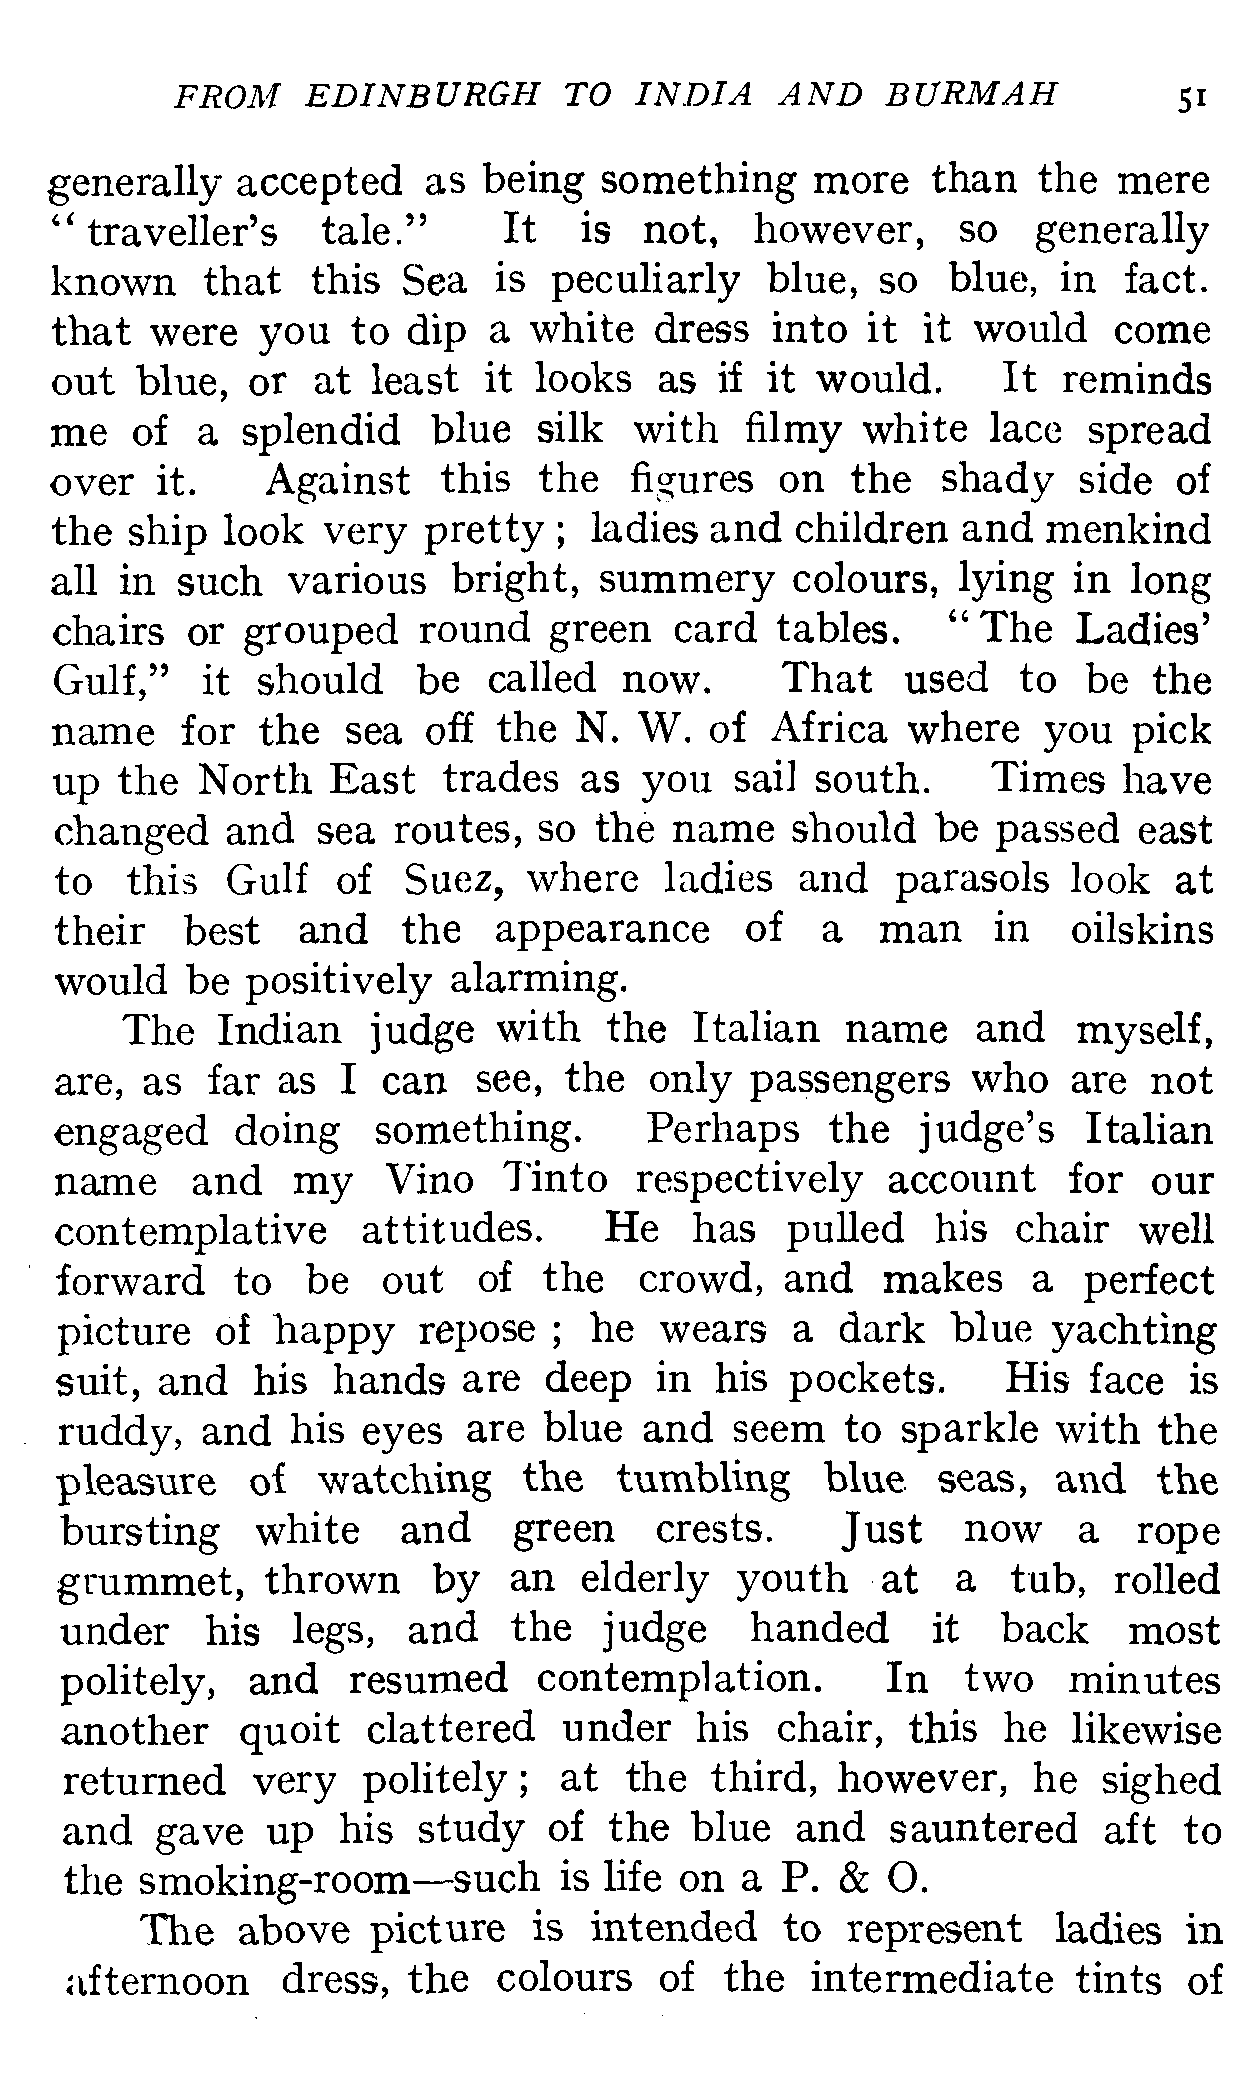 FROM EDINBURGH TO INDIA AND BURMAH 51
generally accepted as being something more than the mere
“ traveller’s tale.” It is not, however, so generally
known that this Sea is peculiarly blue, so blue, in fact.
that were you to dip a white dress into it it would come
out blue, or at least it looks as if it would. It reminds
me of a splendid blue silk with filmy white lace spread
over it. Against this the figures on the shady side of
the ship look very pretty ; ladies and children and menkind
all in such various bright, summery colours, lying in long
chairs or grouped round green card tables. “ The Ladies’
Gulf,” it should be called now. That used to be the
name for the sea off the N. W. of Africa where you pick
up the North East trades as you sail south. Times have
changed and sea routes, so the name should be passed east
to this Gulf of Suez, where ladies and parasols look at
their best and the appearance of a man in oilskins
would be positively alarming.
The Indian judge with the Italian name and myself,
are, as far as I can see, the only passengers who are not
engaged doing something. Perhaps the judge’s Italian
name and my Vino Tinto respectively account for our
contemplative attitudes. He has pulled his chair well
forward to be out of the crowd, and makes a perfect
picture of happy repose ; he wears a dark blue yachting
suit, and his hands are deep in his pockets. His face is
ruddy, and his eyes are blue and seem to sparkle with the
pleasure of watching the tumbling blue seas, and the
bursting white and green crests. Just now a rope
grummet, thrown by an elderly youth at a tub, rolled
under his legs, and the judge handed it back most
politely, and resumed contemplation. In two minutes
another quoit clattered under his chair, this he likewise
returned very politely ; at the third, however, he sighed
and gave up his study of the blue and sauntered aft to
the smoking-room—such is life on a P. & O.
The above picture is intended to represent ladies in
afternoon dress, the colours of the intermediate tints of